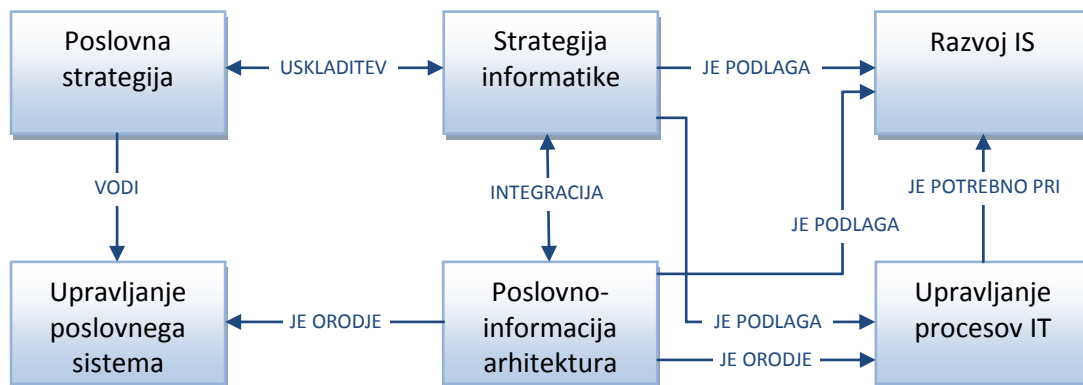 Poslovna
strategija
USKLADITEV
Strategija
informatike
JE PODLAGA
Razvoj IS
VODI
INTEGRACIJA
JE POTREBNO PRI
JE PODLAGA
Upravljanje
poslovnega
sistema
JE ORODJE
Poslovno-
informacija
arhitektura
JE PODLAGA
JE ORODJE
Upravljanje
procesov IT